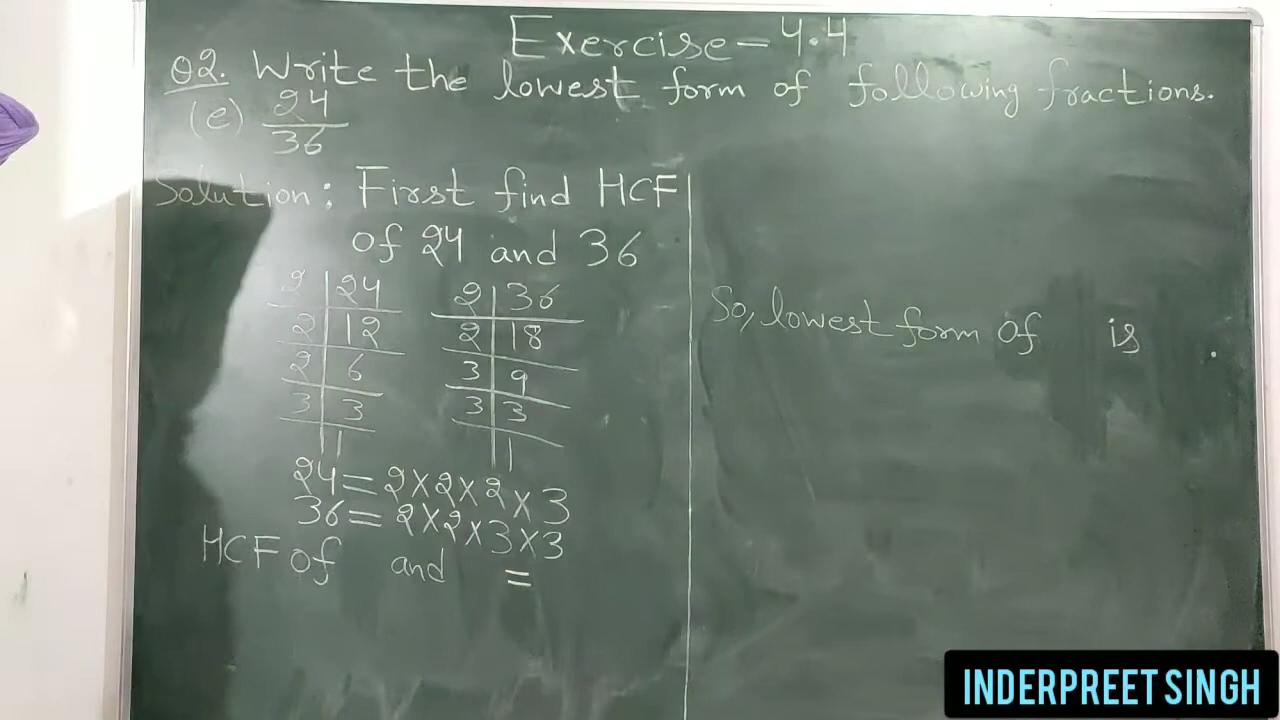 Exercise - 4.4
Q2. Write the lowest form of following fractions.
(e) 24
36
Solution: First find HCF
of 24 and 36
2 | 24
2 | 12
2 | 6
3 | 3
| 1
2 | 36
2 | 18
3 | 9
3 | 3
| 1
24 = 2×2×2×3
36 = 2×2×3×3
HCF of and =
So, lowest form of is .
INDERPREET SINGH